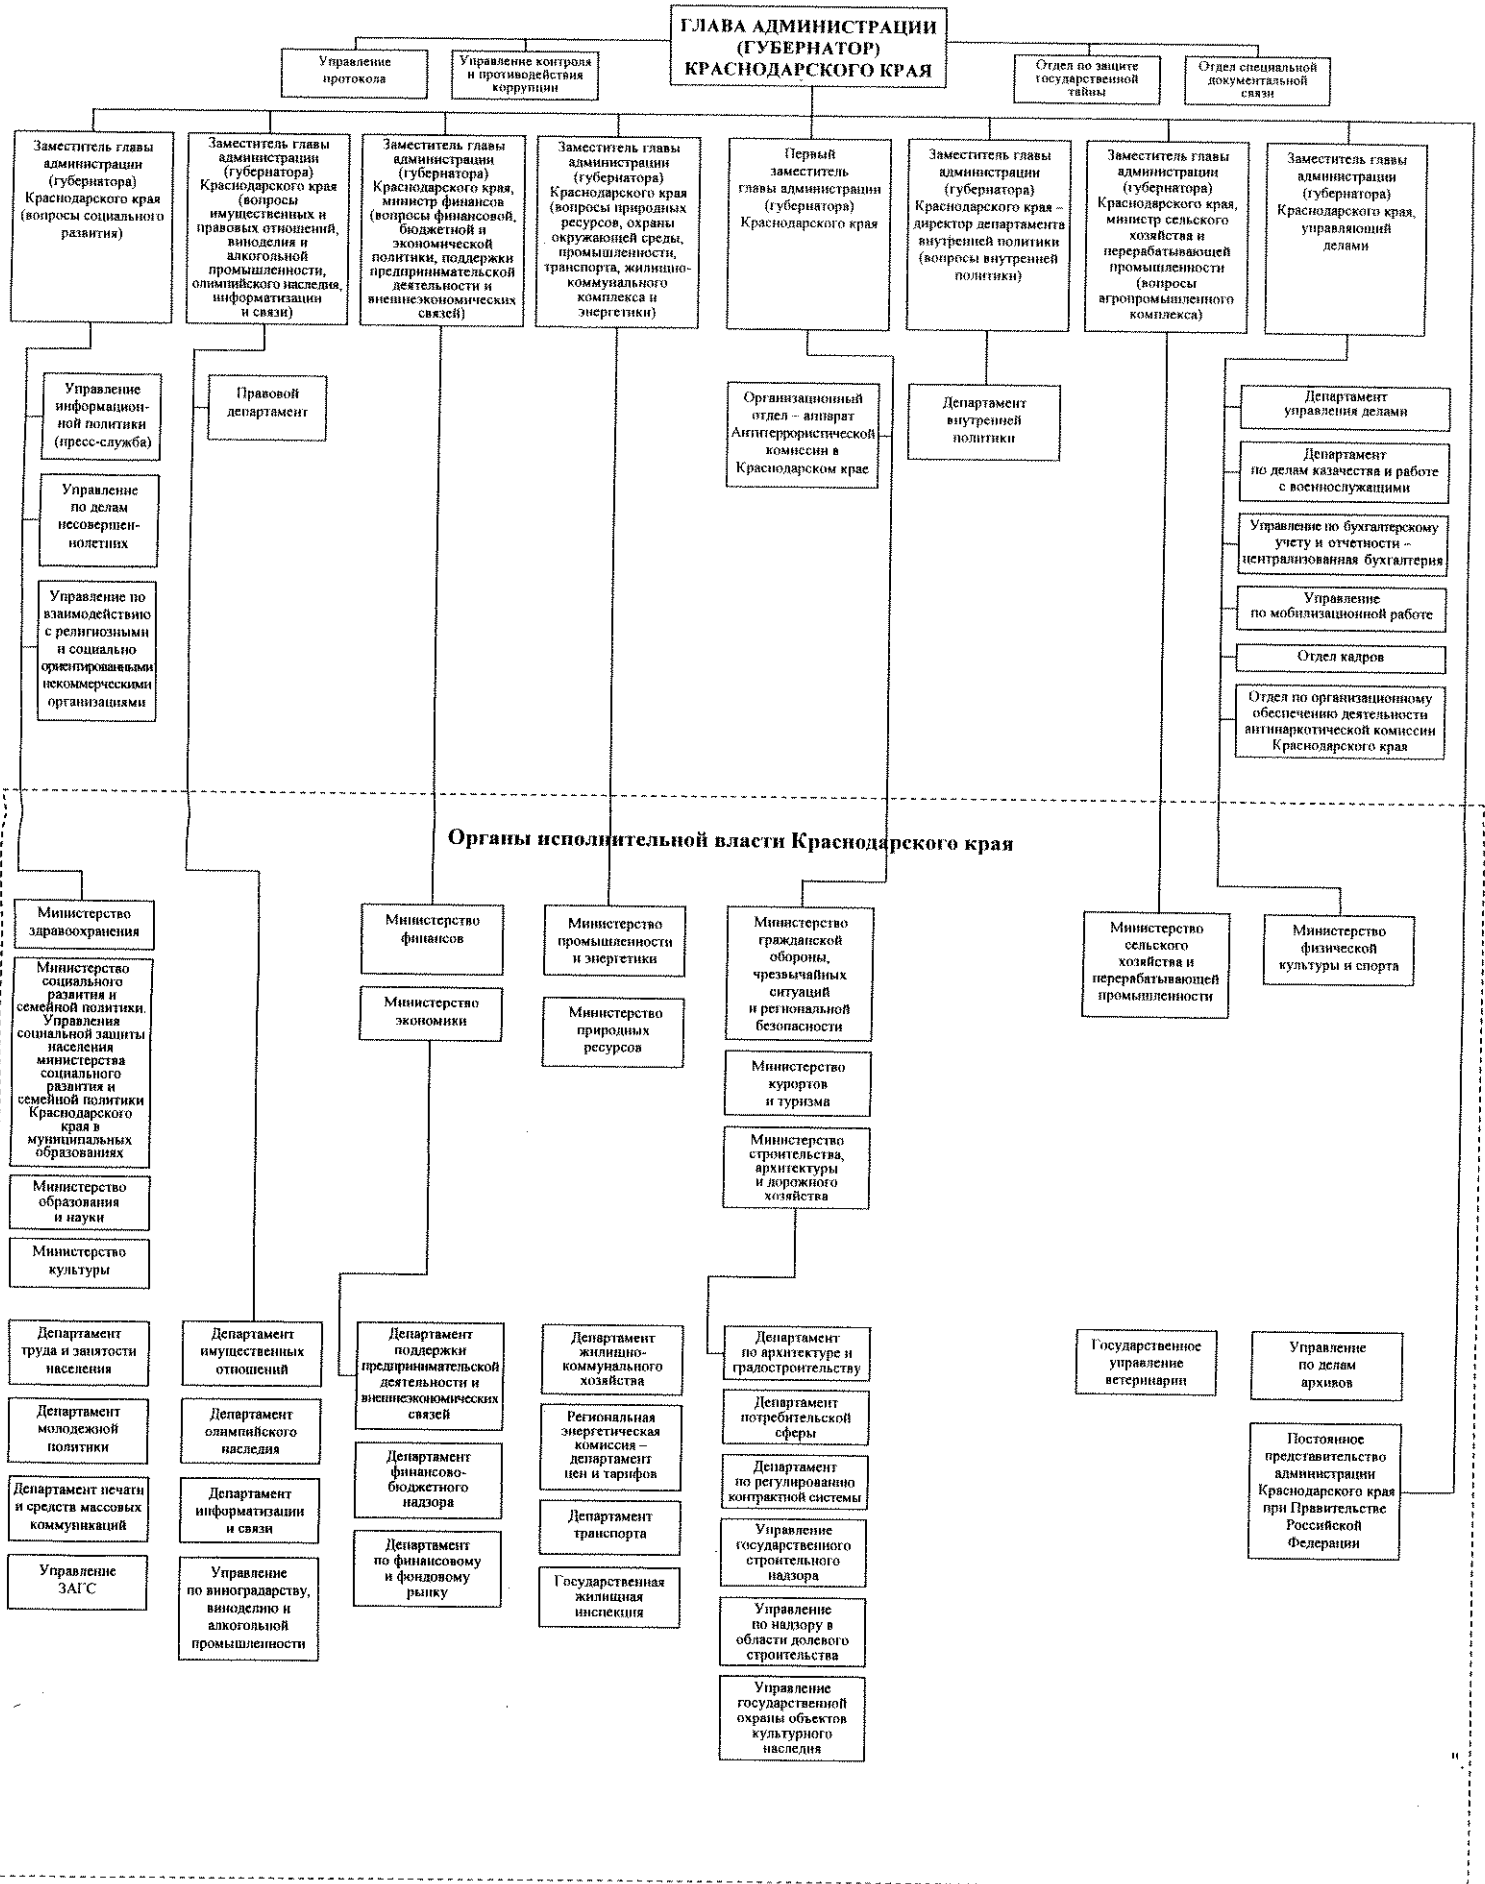 ГЛАВА АДМИНИСТРАЦИИ
(ГУБЕРНАТОР)
КРАСНОДАРСКОГО КРАЯ
Управление
протокола
Управление контроля
и противодействия
коррупции
Отдел по защите
государственной
тайны
Отдел специальной
документальной
связи
Заместитель главы
администрации
(губернатора)
Краснодарского края
(вопросы социального
развития)
Заместитель главы
администрации
(губернатора)
Краснодарского края
(вопросы
имущественных и
правовых отношений,
виноделия и
алкогольной
промышленности,
олимпийского наследия,
информатизации
и связи)
Заместитель главы
администрации
(губернатора)
Краснодарского края,
министр финансов
(вопросы финансовой,
бюджетной и
экономической
политики, поддержки
предпринимательской
деятельности и
внешнеэкономических
связей)
Заместитель главы
администрации
(губернатора)
Краснодарского края
(вопросы природных
ресурсов, охраны
окружающей среды,
промышленности,
транспорта, жилищно-
коммунального
комплекса и
энергетики)
Первый
заместитель
главы администрации
(губернатора)
Краснодарского края
Заместитель главы
администрации
(губернатора)
Краснодарского края –
директор департамента
внутренней политики
(вопросы внутренней
политики)
Заместитель главы
администрации
(губернатора)
Краснодарского края,
министр сельского
хозяйства и
перерабатывающей
промышленности
(вопросы
агропромышленного
комплекса)
Заместитель главы
администрации
(губернатора)
Краснодарского края,
управляющий
делами
Управление
информацион-
ной политики
(пресс-служба)
Управление
по делам
несовершен-
нолетних
Управление по
взаимодействию
с религиозными
и социально
ориентированными
некоммерческими
организациями
Правовой
департамент
Организационный
отдел – аппарат
Антитеррористической
комиссии в
Краснодарском крае
Департамент
внутренней
политики
Департамент
управления делами
Департамент
по делам казачества и работе
с военнослужащими
Управление по бухгалтерскому
учету и отчетности –
централизованная бухгалтерия
Управление
по мобилизационной работе
Отдел кадров
Отдел по организационному
обеспечению деятельности
антинаркотической комиссии
Краснодарского края
Органы исполнительной власти Краснодарского края
Министерство
здравоохранения
Министерство
социального
развития и
семейной политики.
Управления
социальной защиты
населения
министерства
социального
развития и
семейной политики
Краснодарского
края в
муниципальных
образованиях
Министерство
образования
и науки
Министерство
культуры
Министерство
финансов
Министерство
экономики
Министерство
промышленности
и энергетики
Министерство
природных
ресурсов
Министерство
гражданской
обороны,
чрезвычайных
ситуаций
и региональной
безопасности
Министерство
курортов
и туризма
Министерство
строительства,
архитектуры
и дорожного
хозяйства
Министерство
сельского
хозяйства и
перерабатывающей
промышленности
Министерство
физической
культуры и спорта
Департамент
труда и занятости
населения
Департамент
молодежной
политики
Департамент печати
и средств массовых
коммуникаций
Управление
ЗАГС
Департамент
имущественных
отношений
Департамент
олимпийского
наследия
Департамент
информатизации
и связи
Управление
по виноградарству,
виноделию и
алкогольной
промышленности
Департамент
поддержки
предпринимательской
деятельности и
внешнеэкономических
связей
Департамент
финансово-
бюджетного
надзора
Департамент
по финансовому
и фондовому
рынку
Департамент
жилищно-
коммунального
хозяйства
Региональная
энергетическая
комиссия –
департамент
цен и тарифов
Департамент
транспорта
Государственная
жилищная
инспекция
Департамент
по архитектуре и
градостроительству
Департамент
потребительской
сферы
Департамент
по регулированию
контрактной системы
Управление
государственного
строительного
надзора
Управление
по надзору в
области долевого
строительства
Управление
государственной
охраны объектов
культурного
наследия
Государственное
управление
ветеринарии
Управление
по делам
архивов
Постоянное
представительство
администрации
Краснодарского края
при Правительстве
Российской
Федерации
".